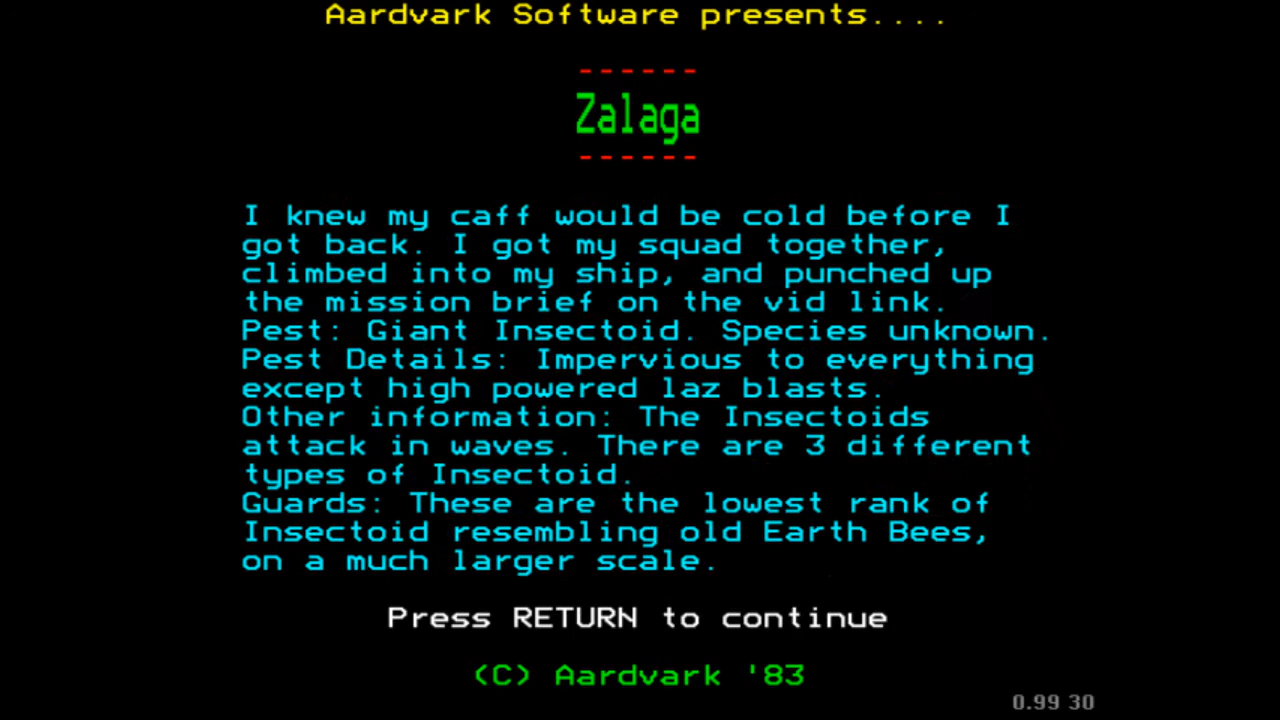 Aardvark Software presents....
------
Zalaga
------
I knew my caff would be cold before I
got back. I got my squad together,
climbed into my ship, and punched up
the mission brief on the vid link.
Pest: Giant Insectoid. Species unknown.
Pest Details: Impervious to everything
except high powered laz blasts.
Other information: The Insectoids
attack in waves. There are 3 different
types of Insectoid.
Guards: These are the lowest rank of
Insectoid resembling old Earth Bees,
on a much larger scale.
Press RETURN to continue
(C) Aardvark '83
0.99 30